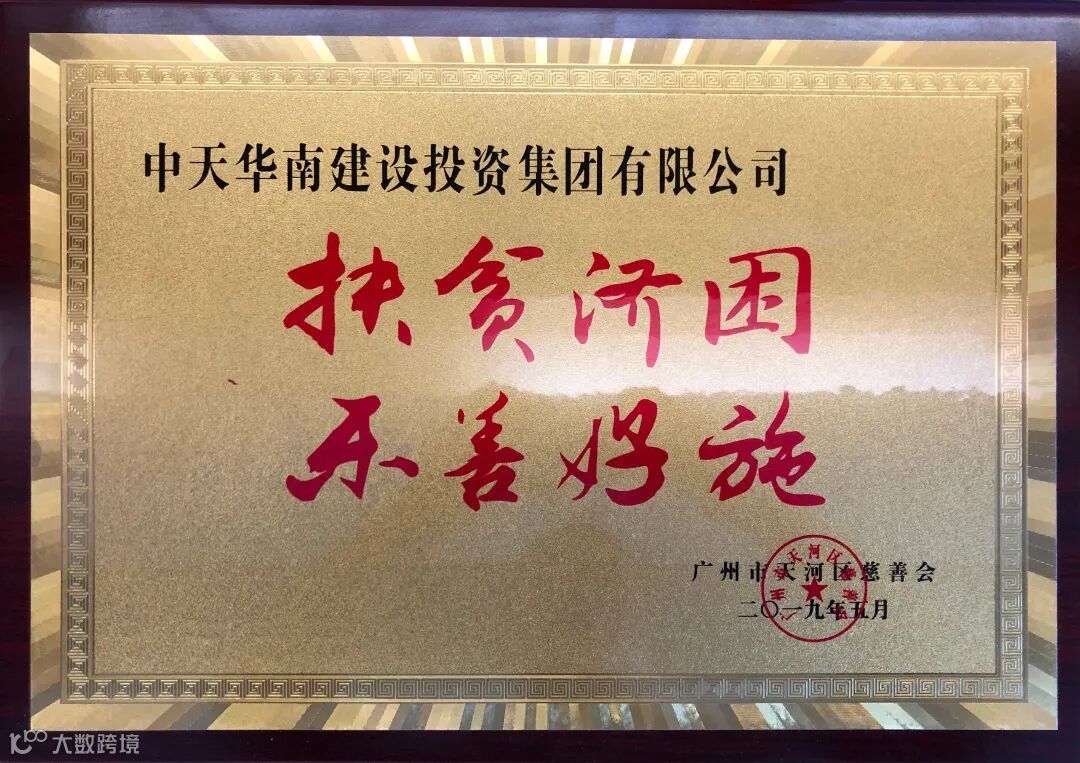 中天华南建设投资集团有限公司
扶贫济困
乐善好施
广州市天河区慈善会
二〇一九年五月
大数跨境